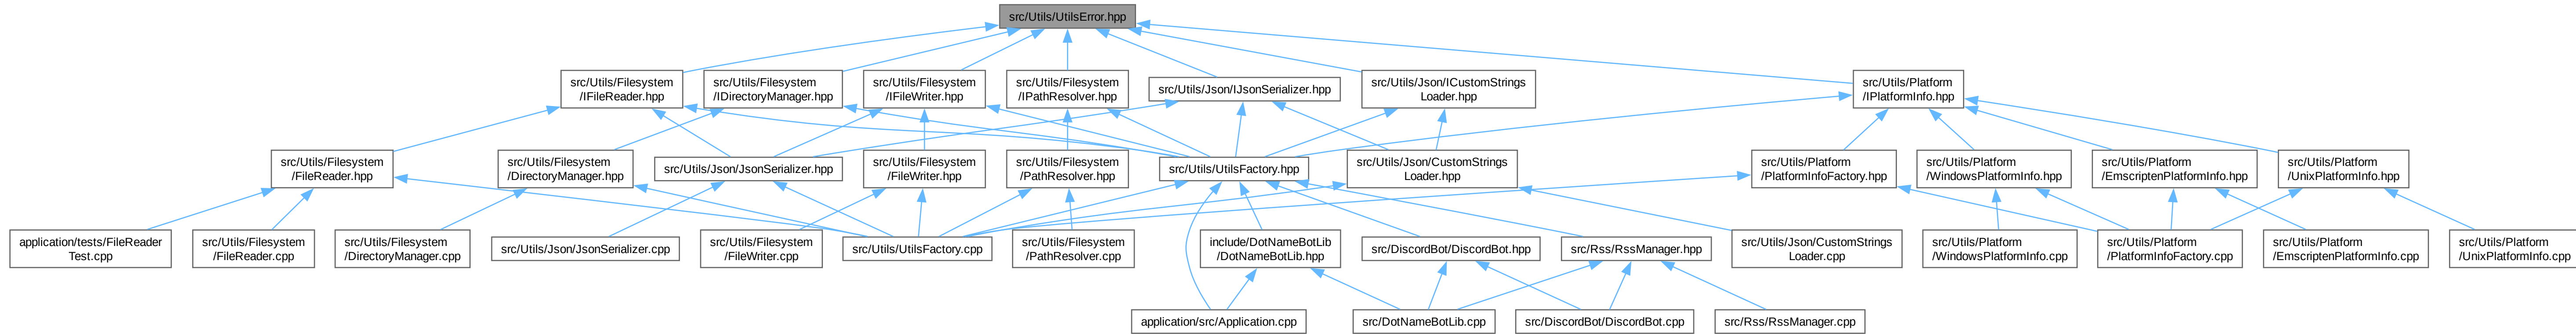 src/Utils/UtilsError.hpp
src/Utils/Filesystem
/IFileReader.hpp
src/Utils/Filesystem
/IDirectoryManager.hpp
src/Utils/Filesystem
/IFileWriter.hpp
src/Utils/Filesystem
/IPathResolver.hpp
src/Utils/Json/IJsonSerializer.hpp
src/Utils/Json/ICustomStrings
Loader.hpp
src/Utils/Platform
/IPlatformInfo.hpp
src/Utils/Filesystem
/FileReader.hpp
src/Utils/Filesystem
/DirectoryManager.hpp
src/Utils/Json/JsonSerializer.hpp
src/Utils/Filesystem
/FileWriter.hpp
src/Utils/Filesystem
/PathResolver.hpp
src/Utils/UtilsFactory.hpp
src/Utils/Json/CustomStrings
Loader.hpp
src/Utils/Platform
/PlatformInfoFactory.hpp
src/Utils/Platform
/WindowsPlatformInfo.hpp
src/Utils/Platform
/EmscriptenPlatformInfo.hpp
src/Utils/Platform
/UnixPlatformInfo.hpp
application/tests/FileReader
Test.cpp
src/Utils/Filesystem
/FileReader.cpp
src/Utils/Filesystem
/DirectoryManager.cpp
src/Utils/Json/JsonSerializer.cpp
src/Utils/Filesystem
/FileWriter.cpp
src/Utils/UtilsFactory.cpp
src/Utils/Filesystem
/PathResolver.cpp
include/DotNameBotLib
/DotNameBotLib.hpp
src/DiscordBot/DiscordBot.hpp
src/Rss/RssManager.hpp
src/Utils/Json/CustomStrings
Loader.cpp
src/Utils/Platform
/WindowsPlatformInfo.cpp
src/Utils/Platform
/PlatformInfoFactory.cpp
src/Utils/Platform
/EmscriptenPlatformInfo.cpp
src/Utils/Platform
/UnixPlatformInfo.cpp
application/src/Application.cpp
src/DotNameBotLib.cpp
src/DiscordBot/DiscordBot.cpp
src/Rss/RssManager.cpp